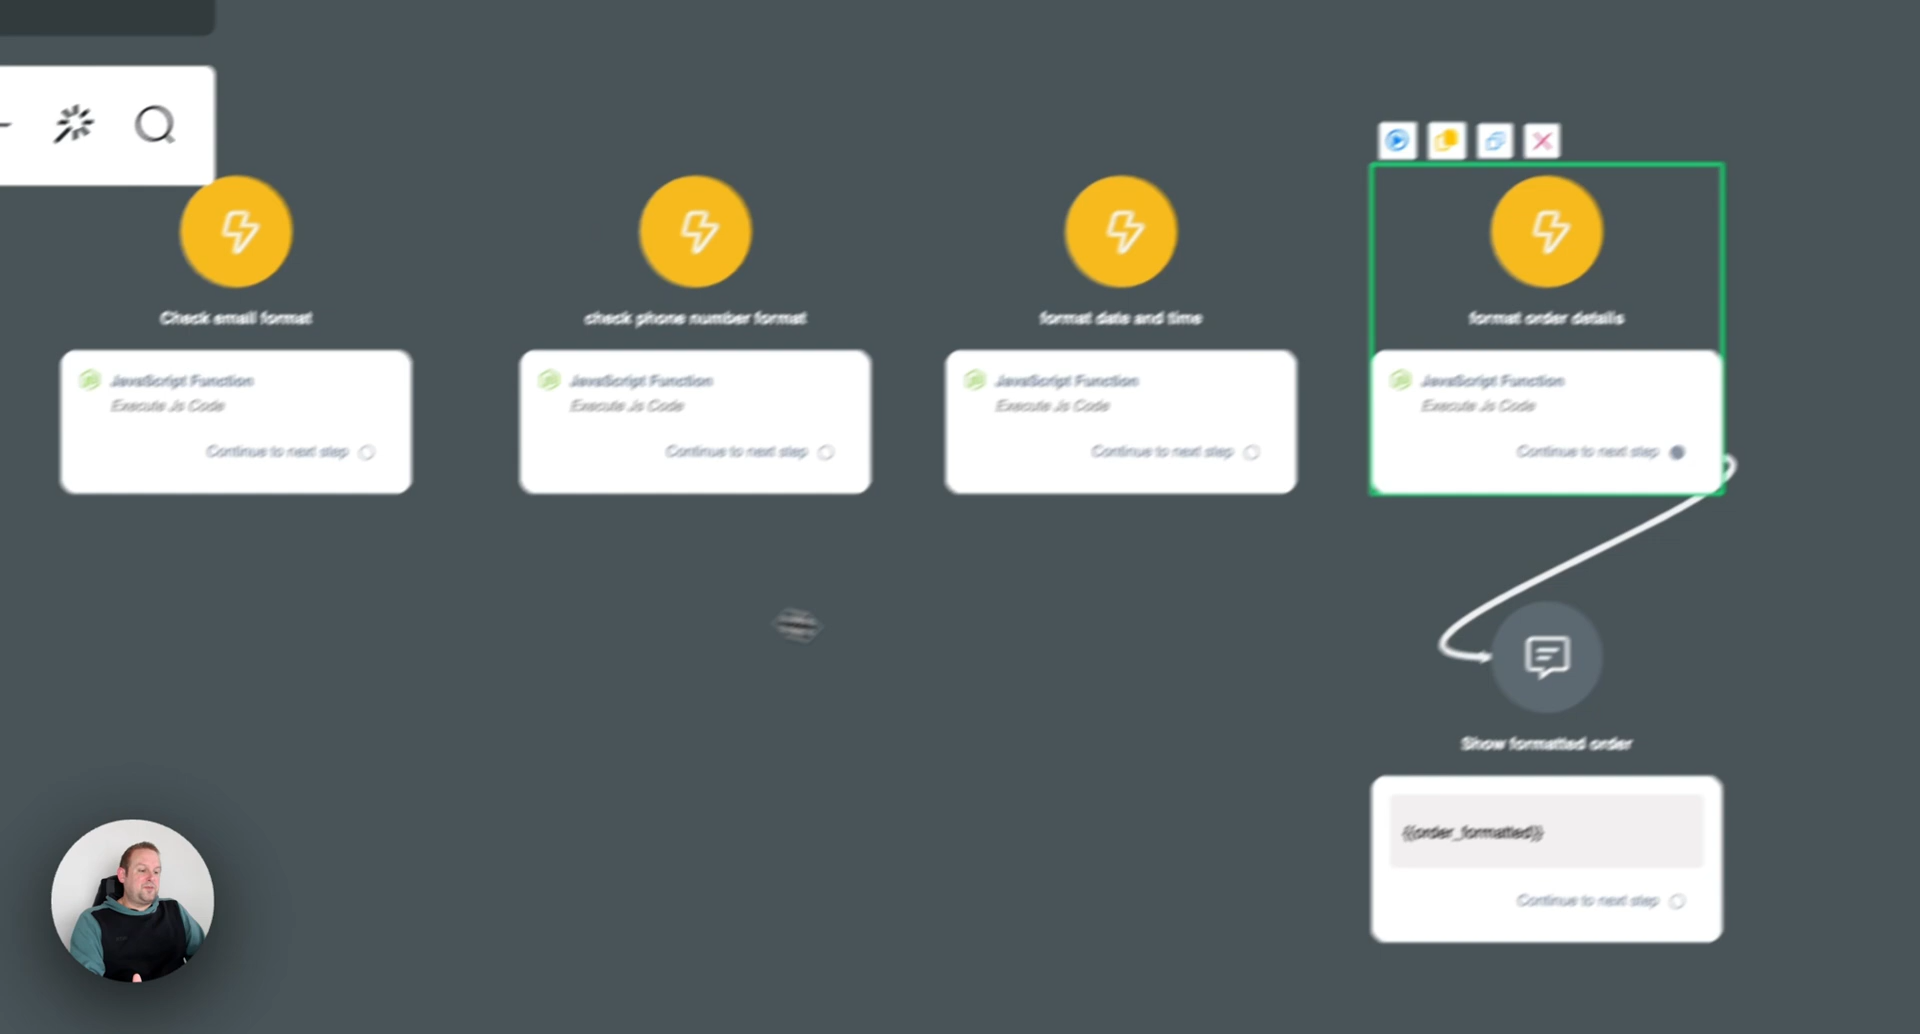 Check email format
JavaScript Function
Execute Js Code
Continue to next step
check phone number format
JavaScript Function
Execute Js Code
Continue to next step
format date and time
JavaScript Function
Execute Js Code
Continue to next step
format order details
JavaScript Function
Execute Js Code
Continue to next step
Show formatted order
{{order_formatted}}
Continue to next step